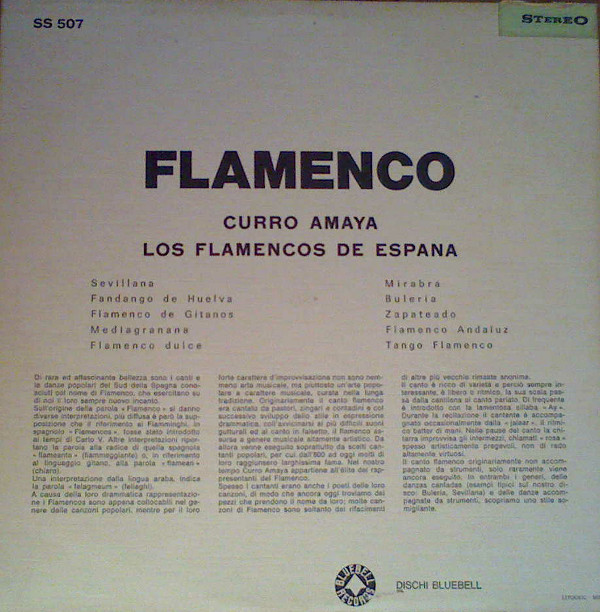 SS 507
STEREO
FLAMENCO
CURRO AMAYA
LOS FLAMENCOS DE ESPANA
Sevillana
Fandango de Huelva
Flamenco de Gitanos
Mediagranana
Flamenco dulce
Mirabra
Buleria
Zapateado
Flamenco Andaluz
Tango Flamenco
Di rara ed affascinante bellezza sono i canti e
le danze popolari del Sud della Spagna cono-
sciuti col nome di Flamenco, che esercitano su
di noi il loro sempre nuovo incanto.
Sull'origine della parola «Flamenco» si danno
diverse interpretazioni, più diffusa è però la sup-
posizione che il riferimento ai Fiamminghi, in
spagnolo «Flamencos», fosse stato introdotto
ai tempi di Carlo V. Altre interpretazioni ripor-
tano la parola alla radice di quella spagnola
«flameante» (fiammeggiante) o, in riferimento
al linguaggio gitano, alla parola «flamear»
(chiaro).
Una interpretazione dalla lingua araba, indica
la parola «felagmeum» (fellaghi).
A causa della loro drammatica rappresentazio-
ne i Flamencos sono appena collocabili nel ge-
nere delle canzoni popolari, mentre per il loro
forte carattere d'improvvisazione non sono nem-
meno arte musicale, ma piuttosto un'arte popo-
lare a carattere musicale, curata nella lunga
tradizione. Originariamente il canto flamenco
era cantato da pastori, zingari e contadini e col
successivo sviluppo dallo stile in espressione
drammatica, coll'avvicinarsi ai più diffusi suoni
gutturali ed al canto in falsetto, il flamenco as-
surse a genere musicale altamente artistico. Da
allora venne eseguito soprattutto da scelti can-
tanti popolari, per cui dall'800 ad oggi molti di
loro raggiunsero larghissima fama. Nel nostro
tempo Curro Amaya appartiene all'élite dei rap-
presentanti del Flamenco.
Spesso i cantanti erano anche i poeti delle loro
canzoni, di modo che ancora oggi troviamo dei
pezzi che prendono il nome da loro; molte can-
zoni di Flamenco sono soltanto dei rifacimenti
di altre più vecchie rimaste anonime.
Il canto è ricco di varietà e perciò sempre in-
teressante, è libero o ritmico, la sua scala pas-
sa dalla cantilena al canto parlato. Di frequente
è introdotto con la lamentosa sillaba «Ay».
Durante la recitazione il cantante è accompa-
gnato occasionalmente dalla «jalear», il ritmi-
co batter di mani. Nelle pause del canto la chi-
tarra improvvisa gli intermezzi, chiamati «rosa»
spesso artisticamente pregevoli, non di rado
altamente virtuosi.
Il canto flamenco originariamente non accom-
pagnato da strumenti, solo raramente viene
ancora eseguito. In entrambi i generi, delle
danzas cantadas (esempi tipici sul nostro di-
sco: Buleria, Sevillana) e delle danze accom-
pagnate da strumenti, scopriamo uno stile so-
migliante.
BLUEBELL
RECORDS
DISCHI BLUEBELL